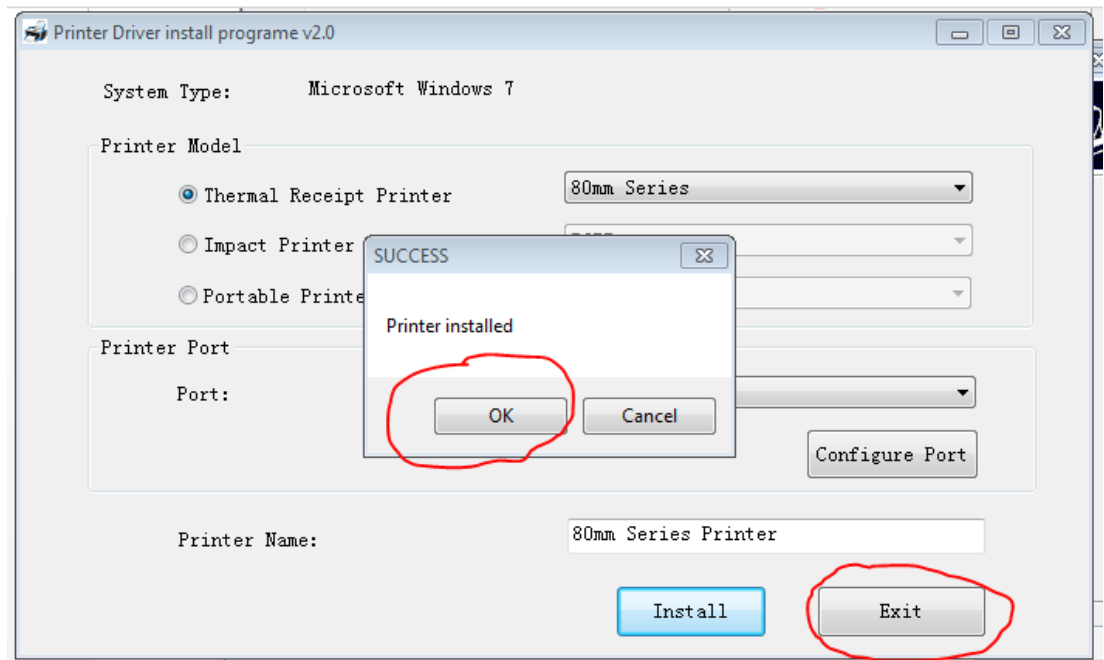 Printer Driver install programe v2.0
System Type: Microsoft Windows 7
Printer Model
Thermal Receipt Printer 80mm Series
Impact Printer
SUCCESS
Portable
Printer installed
Printer Port
Port:
OK Cancel
Configure Port
Printer Name: 80mm Series Printer
Install Exit